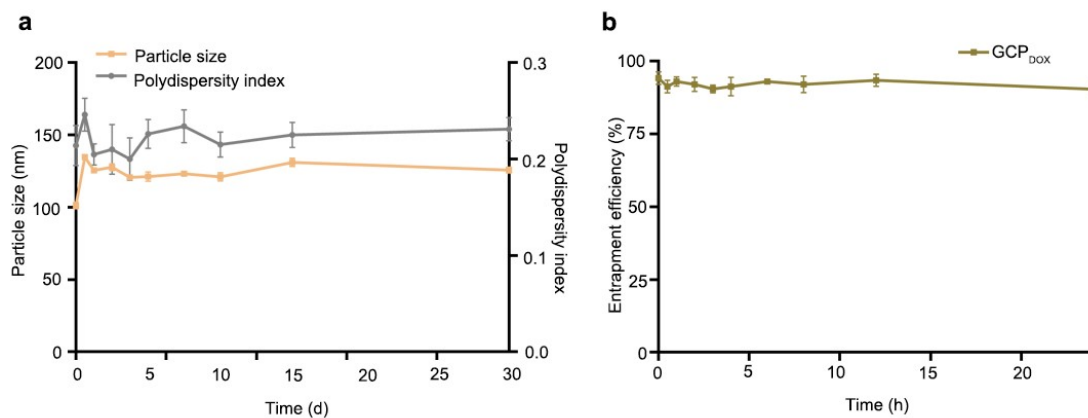 a
Particle size
Polydispersity index
200
150
100
50
0
Particle size (nm)
0.3
0.2
0.1
0.0
Polydispersity index
0 5 10 15 20 25 30
Time (d)
b
GCPDOX
100
75
50
25
0
Entrapment efficiency (%)
0 5 10 15 20
Time (h)